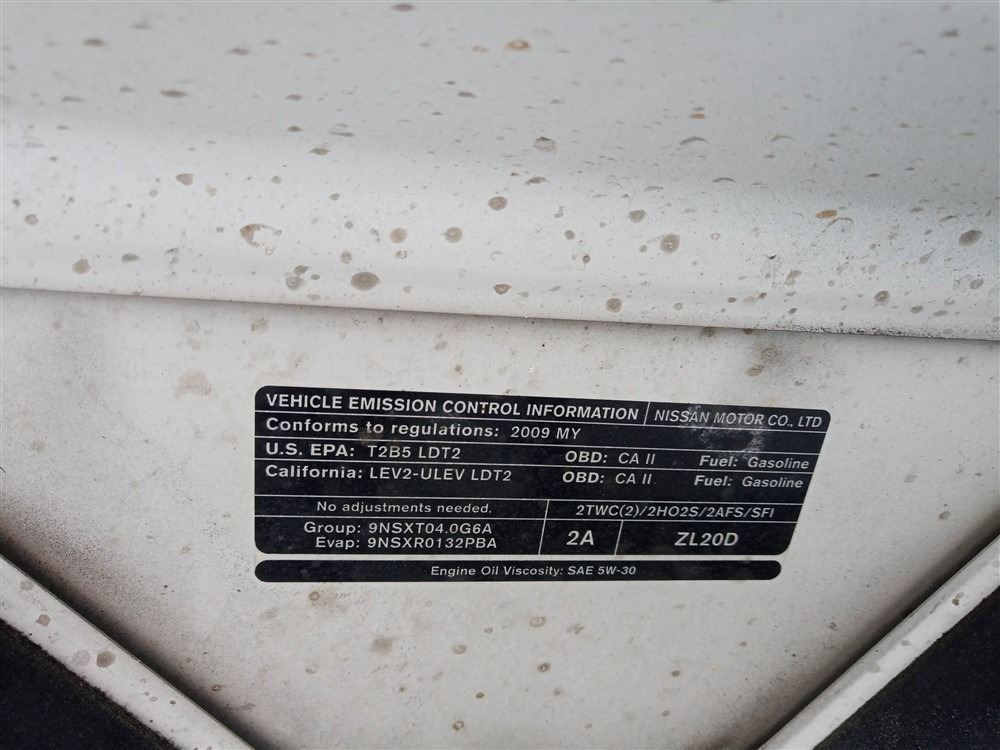 VEHICLE EMISSION CONTROL INFORMATION NISSAN MOTOR CO., LTD
Conforms to regulations: 2009 MY
U.S. EPA: T2B5 LDT2 OBD: CA II Fuel: Gasoline
California: LEV2-ULEV LDT2 OBD: CA II Fuel: Gasoline
No adjustments needed. 2TWC(2)/2HO2S/2AFS/SFI
Group: 9NSXT04.0G6A
Evap: 9NSXR0132PBA
2A ZL20D
Engine Oil Viscosity: SAE 5W-30